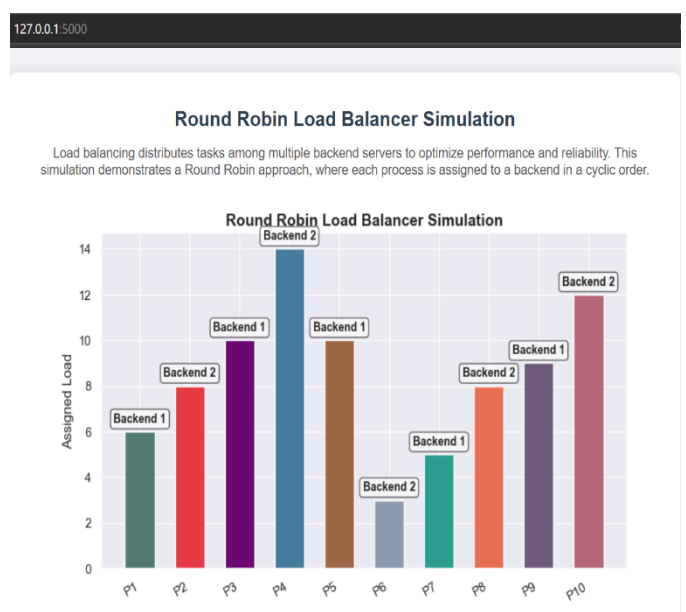 127.0.0.1:5000
Round Robin Load Balancer Simulation
Load balancing distributes tasks among multiple backend servers to optimize performance and reliability. This
simulation demonstrates a Round Robin approach, where each process is assigned to a backend in a cyclic order.
Round Robin Load Balancer Simulation
Backend 2
14
12
Backend 2
Backend 1
Backend 1
10
Backend 1
Backend 2
Backend 2
8
Assigned Load
Backend 1
6
Backend 1
4
Backend 2
2
0
P1 P2 P3 P4 P5 P6 P7 P8 P9 P10